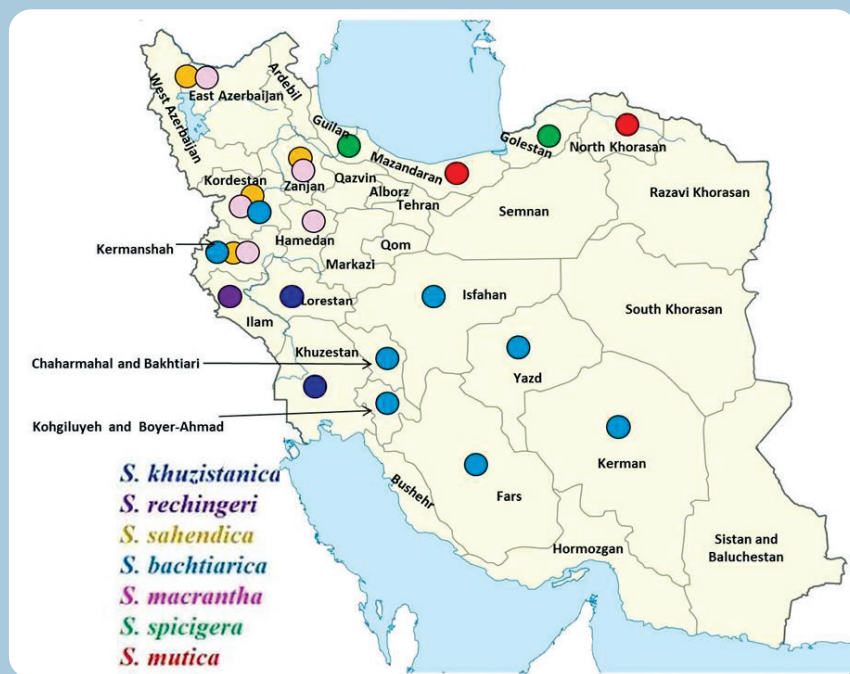 West Azerbaijan
East Azerbaijan
Ardebil
Guilan
Golestan
North Khorasan
Mazandaran
Zanjan
Qazvin
Kordestan
Alborz
Tehran
Razavi Khorasan
Semnan
Kermanshah
Hamedan
Qom
Markazi
Lorestan
Isfahan
South Khorasan
Ilam
Khuzestan
Chaharmahal and Bakhtiari
Yazd
Kohgiluyeh and Boyer-Ahmad
Kerman
Bushehr
Fars
Hormozgan
Sistan and
Baluchestan
S. khuzistanica
S. rechingeri
S. sahendica
S. bachtiarica
S. macrantha
S. spicigera
S. mutica